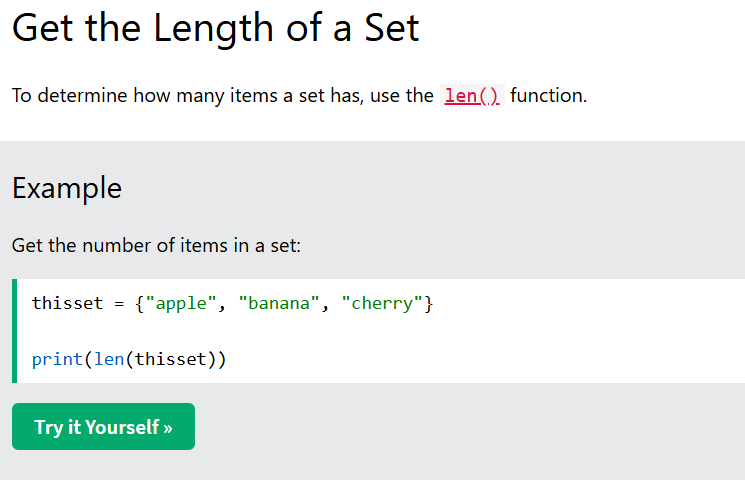 Get the Length of a Set
To determine how many items a set has, use the len() function.
Example
Get the number of items in a set:
thisset = {"apple", "banana", "cherry"}
print(len(thisset))
Try it Yourself »